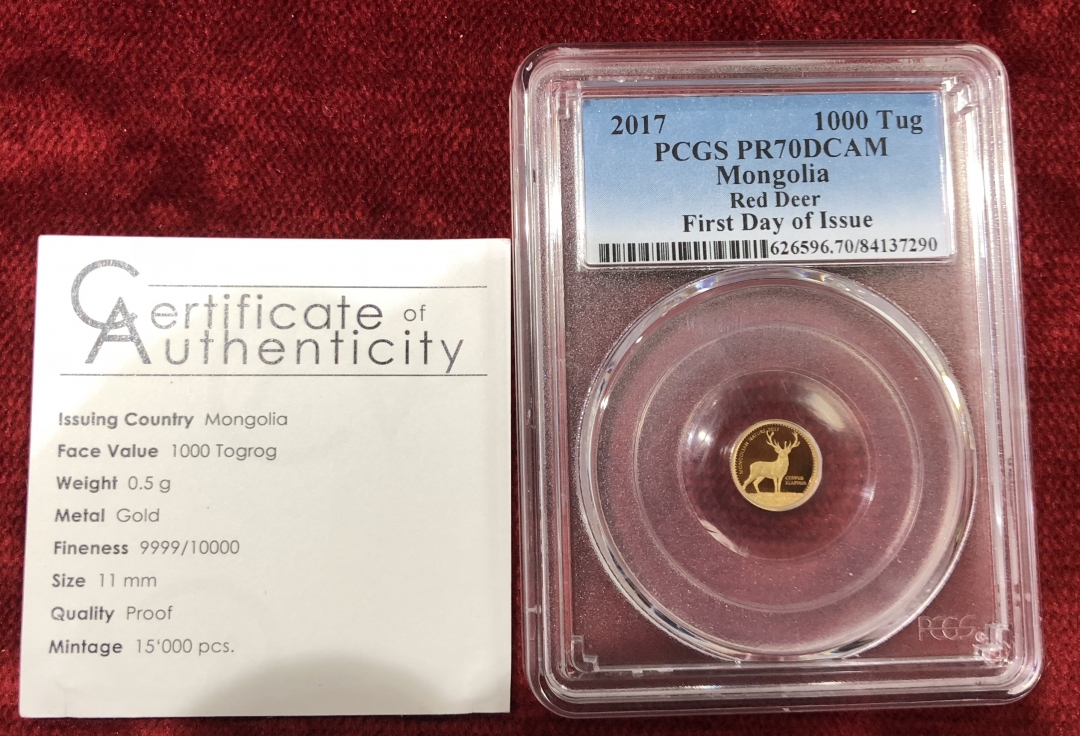 Certificate of
Authenticity
Issuing Country Mongolia
Face Value 1000 Togrog
Weight 0.5 g
Metal Gold
Fineness 9999/10000
Size 11 mm
Quality Proof
Mintage 15'000 pcs.
2017 1000 Tug
PCGS PR70DCAM
Mongolia
Red Deer
First Day of Issue
626596.70/84137290
CERVUS
ELAPHUS
PCGS